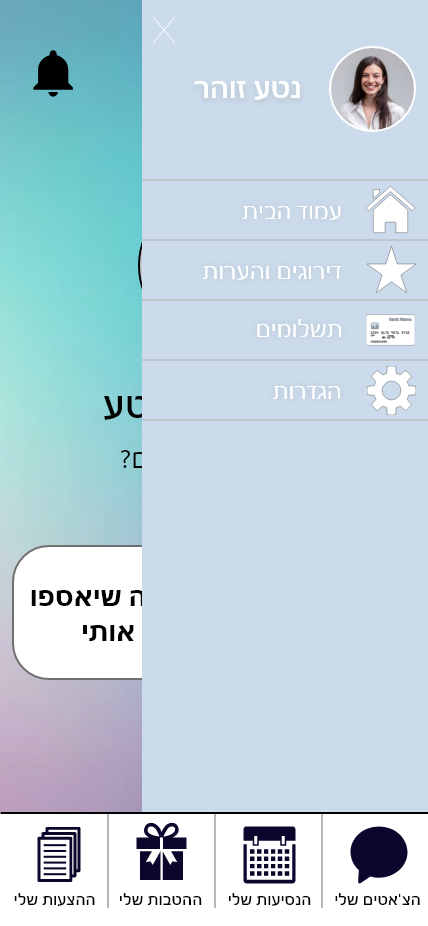 נטע זוהר
עמוד הבית
דירוגים והערות
תשלומים
הגדרות
טע
ם?
ה שיאספו
אותי
הצ'אטים שלי
הנסיעות שלי
ההטבות שלי
ההצעות שלי